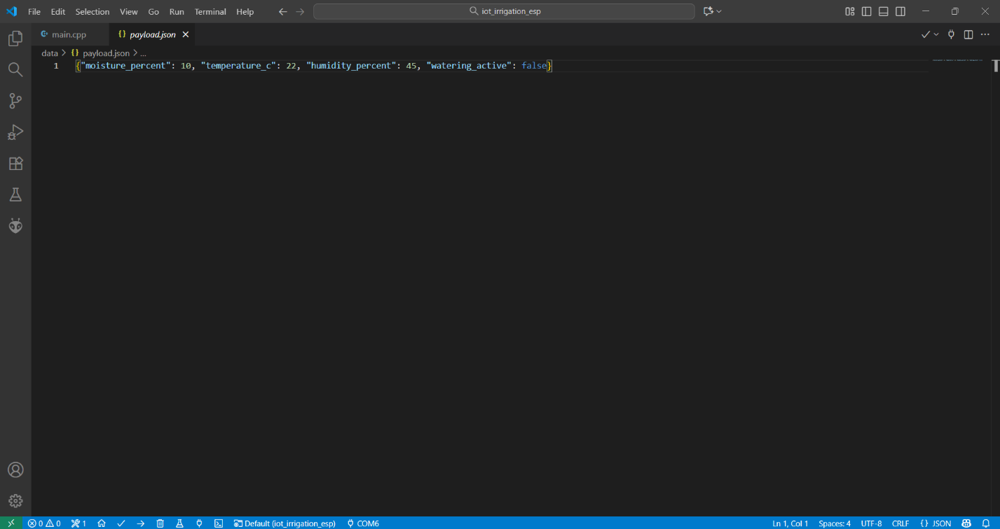 File Edit Selection View Go Run Terminal Help iot_irrigation_esp
main.cpp {} payload.json
data > {} payload.json > ...
1 {"moisture_percent": 10, "temperature_c": 22, "humidity_percent": 45, "watering_active": false}
0 0 1 Default (iot_irrigation_esp) COM6 Ln 1, Col 1 Spaces: 4 UTF-8 CRLF {} JSON